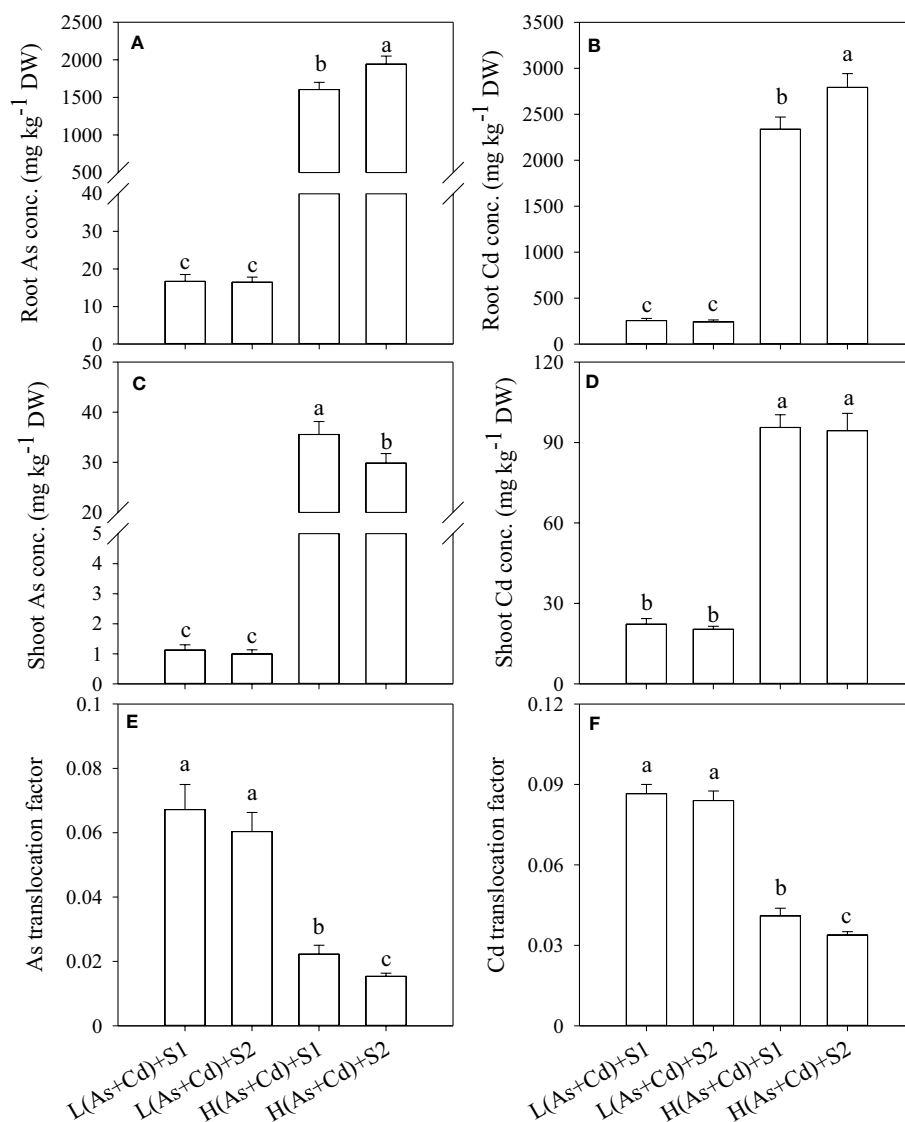 A
Root As conc. (mg kg⁻¹ DW)
2500
2000
1500
1000
500
40
30
20
10
0
c
c
b
a
B
Root Cd conc. (mg kg⁻¹ DW)
3500
3000
2500
2000
1500
1000
500
0
c
c
b
a
C
Shoot As conc. (mg kg⁻¹ DW)
50
40
30
20
5
4
3
2
1
0
c
c
a
b
D
Shoot Cd conc. (mg kg⁻¹ DW)
120
90
60
30
0
b
b
a
a
E
As translocation factor
0.1
0.08
0.06
0.04
0.02
0
a
a
b
c
L(As+Cd)+S1
L(As+Cd)+S2
H(As+Cd)+S1
H(As+Cd)+S2
F
Cd translocation factor
0.12
0.09
0.06
0.03
0
a
a
b
c
L(As+Cd)+S1
L(As+Cd)+S2
H(As+Cd)+S1
H(As+Cd)+S2